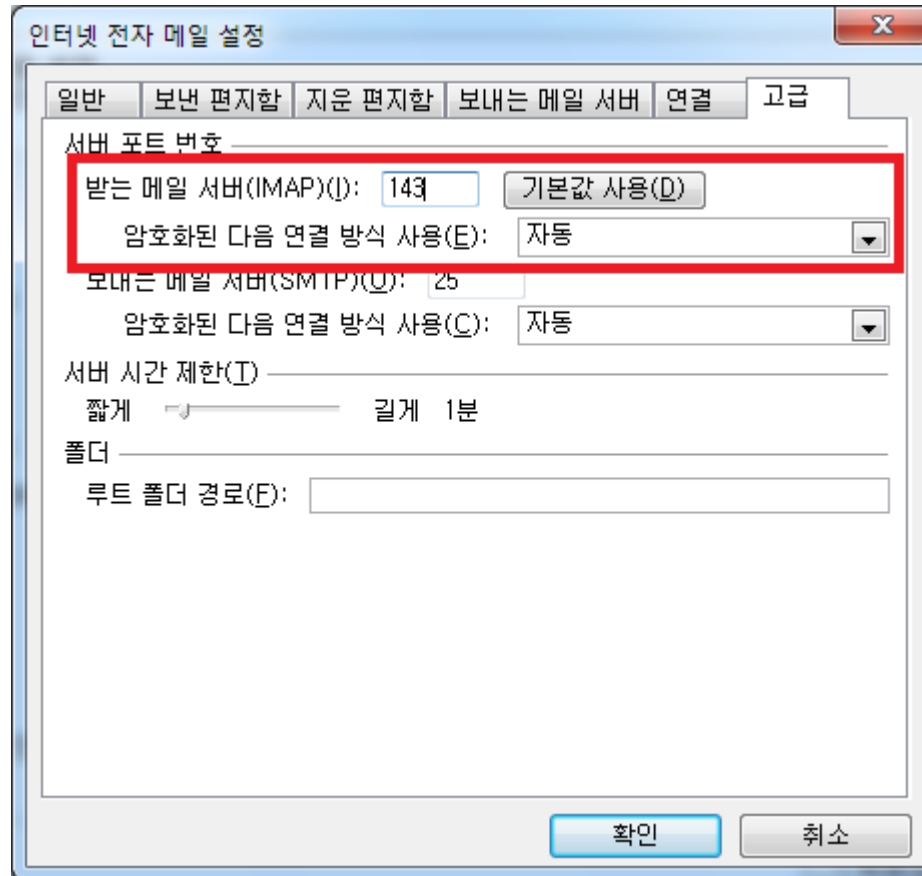 인터넷 전자 메일 설정
일반 보낸 편지함 지운 편지함 보내는 메일 서버 연결 고급
서버 포트 번호
받는 메일 서버(IMAP)(I): 143 기본값 사용(D)
암호화된 다음 연결 방식 사용(E): 자동
보내는 메일 서버(SMTP)(O): 25
암호화된 다음 연결 방식 사용(C): 자동
서버 시간 제한(T)
짧게 길게 1분
폴더
루트 폴더 경로(F):
확인 취소